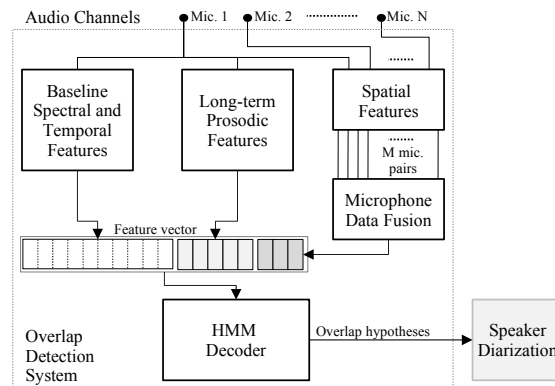 Audio Channels
Mic. 1
Mic. 2
Mic. N
Baseline
Spectral and
Temporal
Features
Long-term
Prosodic
Features
Spatial
Features
M mic.
pairs
Microphone
Data Fusion
Feature vector
HMM
Decoder
Overlap hypotheses
Speaker
Diarization
Overlap
Detection
System